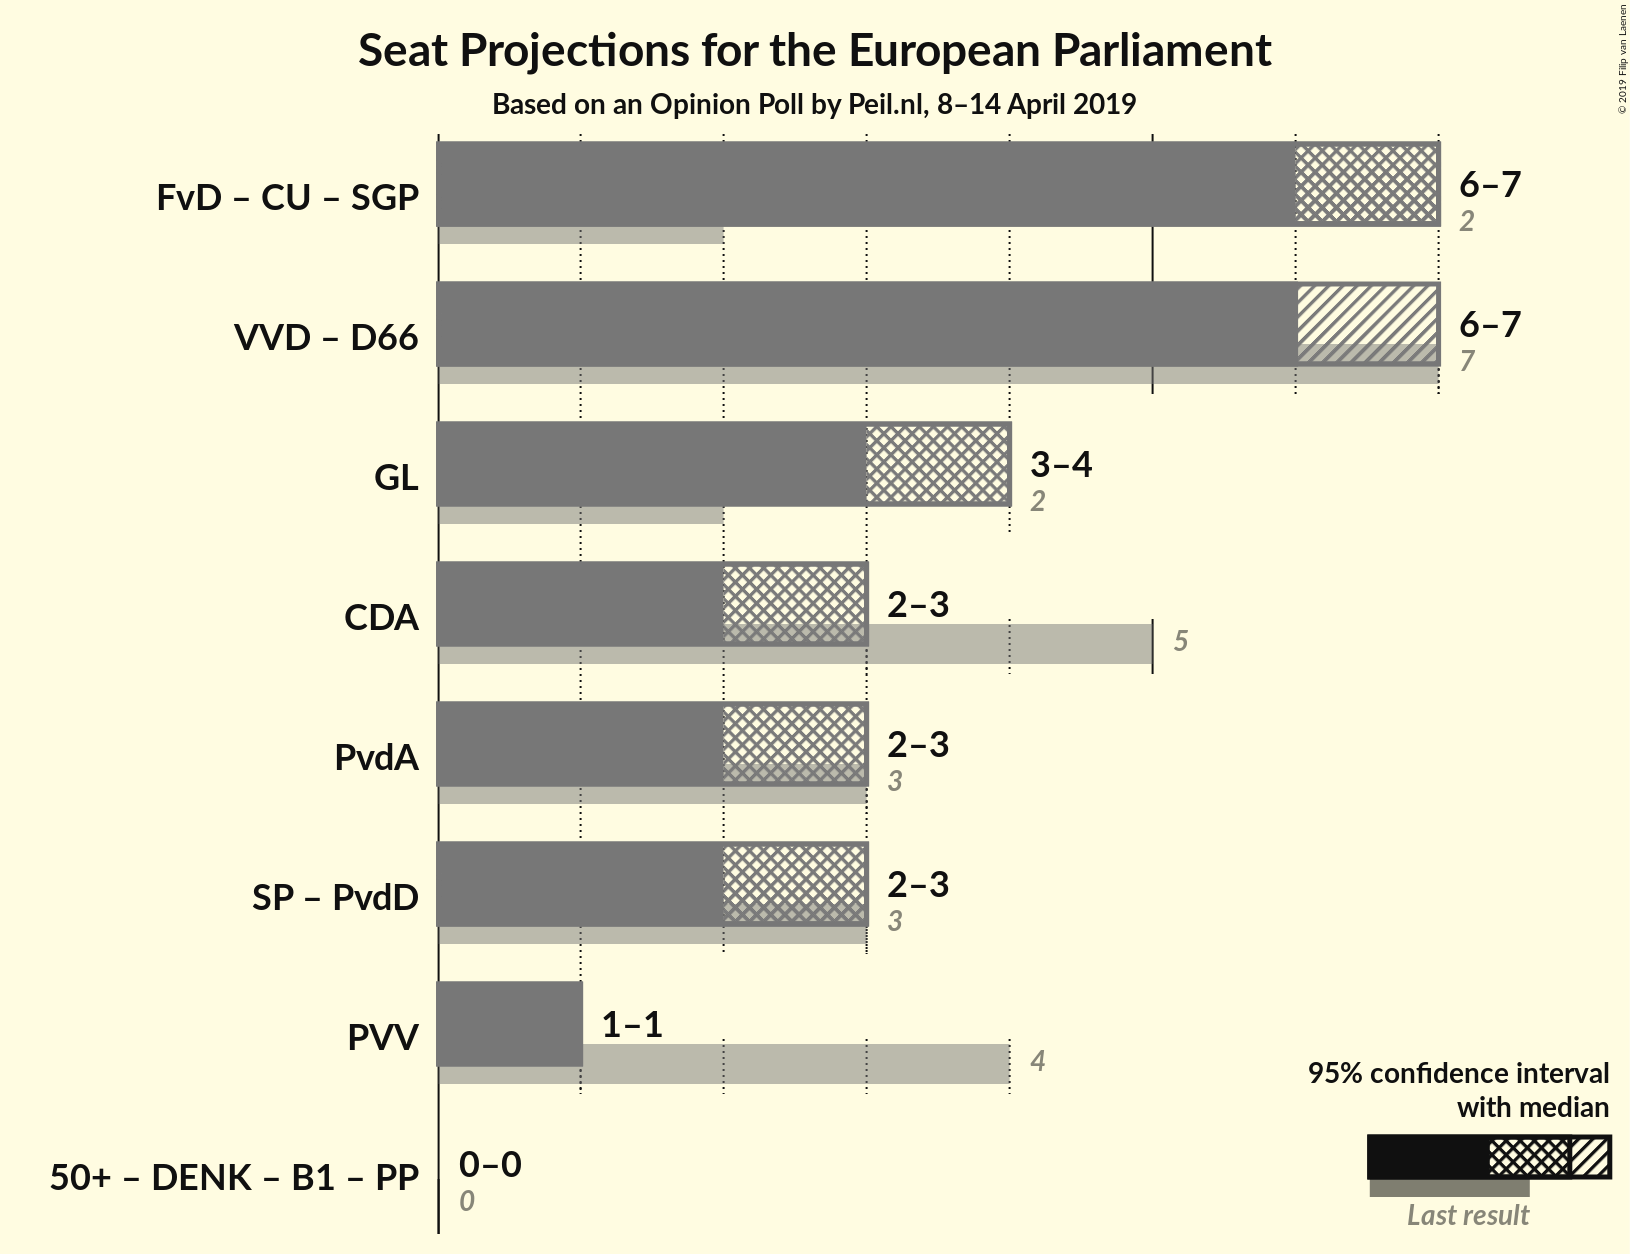 Seat Projections for the European Parliament
Based on an Opinion Poll by Peil.nl, 8–14 April 2019
© 2019 Filip van Laenen
FvD – CU – SGP
6–7
2
VVD – D66
6–7
7
GL
3–4
2
CDA
2–3
5
PvdA
2–3
3
SP – PvdD
2–3
3
PVV
1–1
4
50+ – DENK – B1 – PP
0–0
0
95% confidence interval
with median
Last result